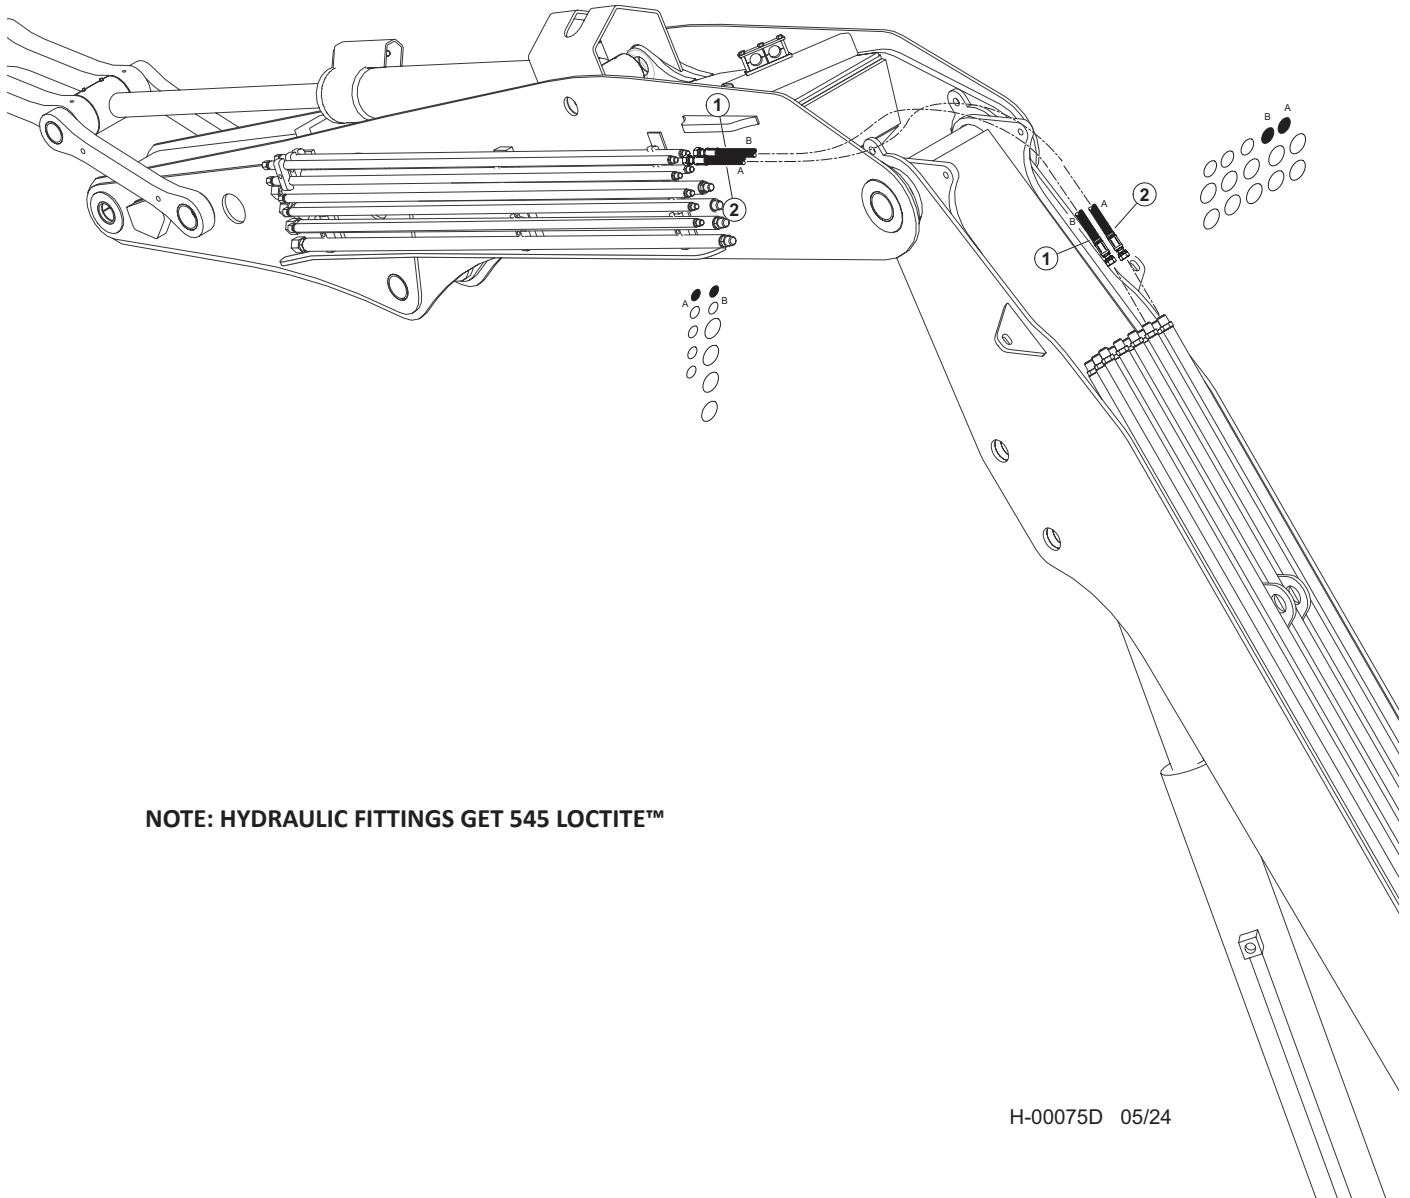 1
B
A
2
B A
A
B
2
1
A B
NOTE: HYDRAULIC FITTINGS GET 545 LOCTITE™
H-00075D 05/24